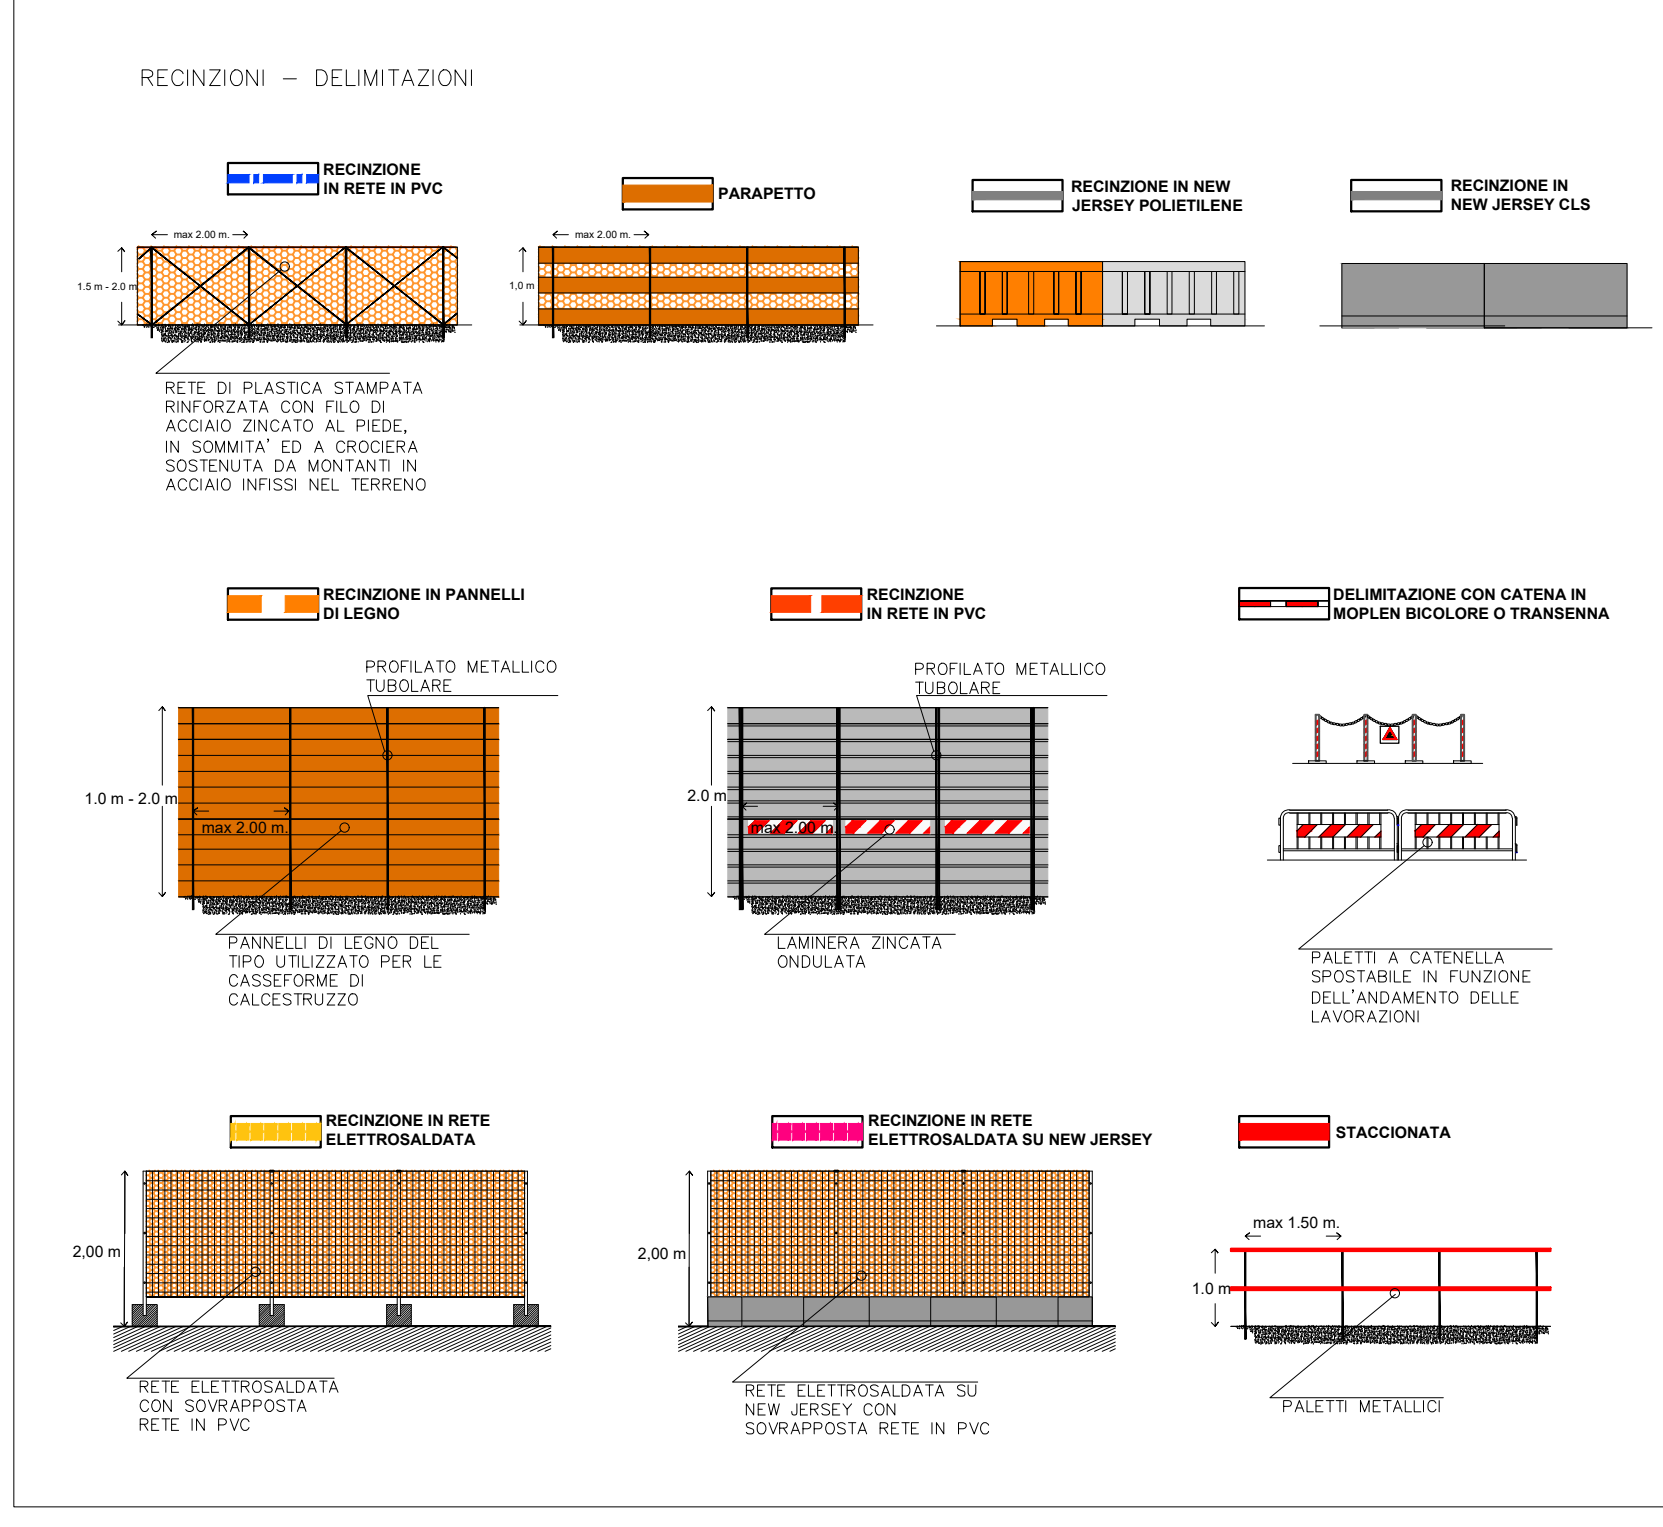 RECINZIONI – DELIMITAZIONI
RECINZIONE
IN RETE IN PVC
max 2.00 m.
1.5 m - 2.0 m
RETE DI PLASTICA STAMPATA
RINFORZATA CON FILO DI
ACCIAIO ZINCATO AL PIEDE,
IN SOMMITA' ED A CROCIERA
SOSTENUTA DA MONTANTI IN
ACCIAIO INFISSI NEL TERRENO
PARAPETTO
max 2.00 m.
1,0 m
RECINZIONE IN NEW
JERSEY POLIETILENE
RECINZIONE IN
NEW JERSEY CLS
RECINZIONE IN PANNELLI
DI LEGNO
PROFILATO METALLICO
TUBOLARE
1.0 m - 2.0 m
max 2.00 m.
PANNELLI DI LEGNO DEL
TIPO UTILIZZATO PER LE
CASSEFORME DI
CALCESTRUZZO
RECINZIONE
IN RETE IN PVC
PROFILATO METALLICO
TUBOLARE
2.0 m
max 2.00 m.
LAMINERA ZINCATA
ONDULATA
DELIMITAZIONE CON CATENA IN
MOPLEN BICOLORE O TRANSENNA
PALETTI A CATENELLA
SPOSTABILE IN FUNZIONE
DELL'ANDAMENTO DELLE
LAVORAZIONI
RECINZIONE IN RETE
ELETTROSALDATA
2,00 m
RETE ELETTROSALDATA
CON SOVRAPPOSTA
RETE IN PVC
RECINZIONE IN RETE
ELETTROSALDATA SU NEW JERSEY
2,00 m
RETE ELETTROSALDATA SU
NEW JERSEY CON
SOVRAPPOSTA RETE IN PVC
STACCIONATA
max 1.50 m.
1.0 m
PALETTI METALLICI